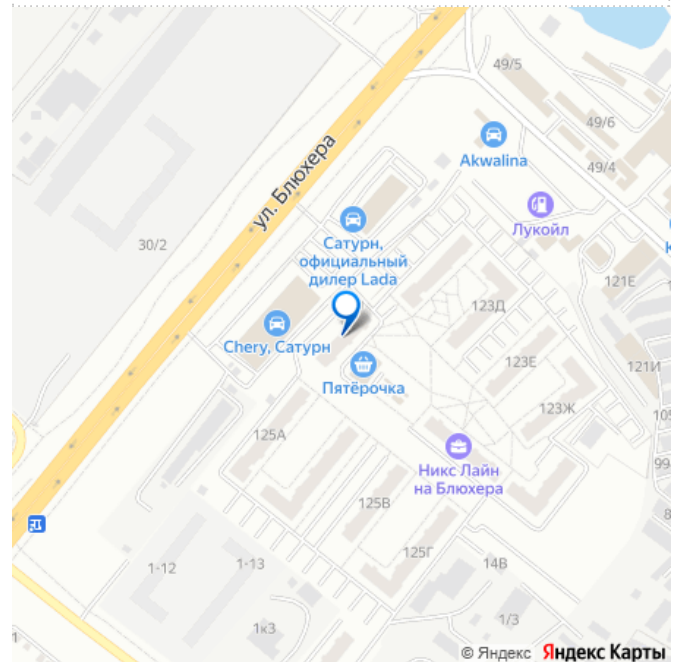 49/5
49/6
49/4
Akwalina
ул. Блюхера
Лукойл
30/2
Сатурн,
официальный
дилер Lada
121Е
123Д
Chery, Сатурн
123Е
121И
Пятёрочка
123Ж
125А
Никс Лайн
на Блюхера
125В
125Г
14В
1-12
1-13
1/3
1к3
© Яндекс Яндекс Карты